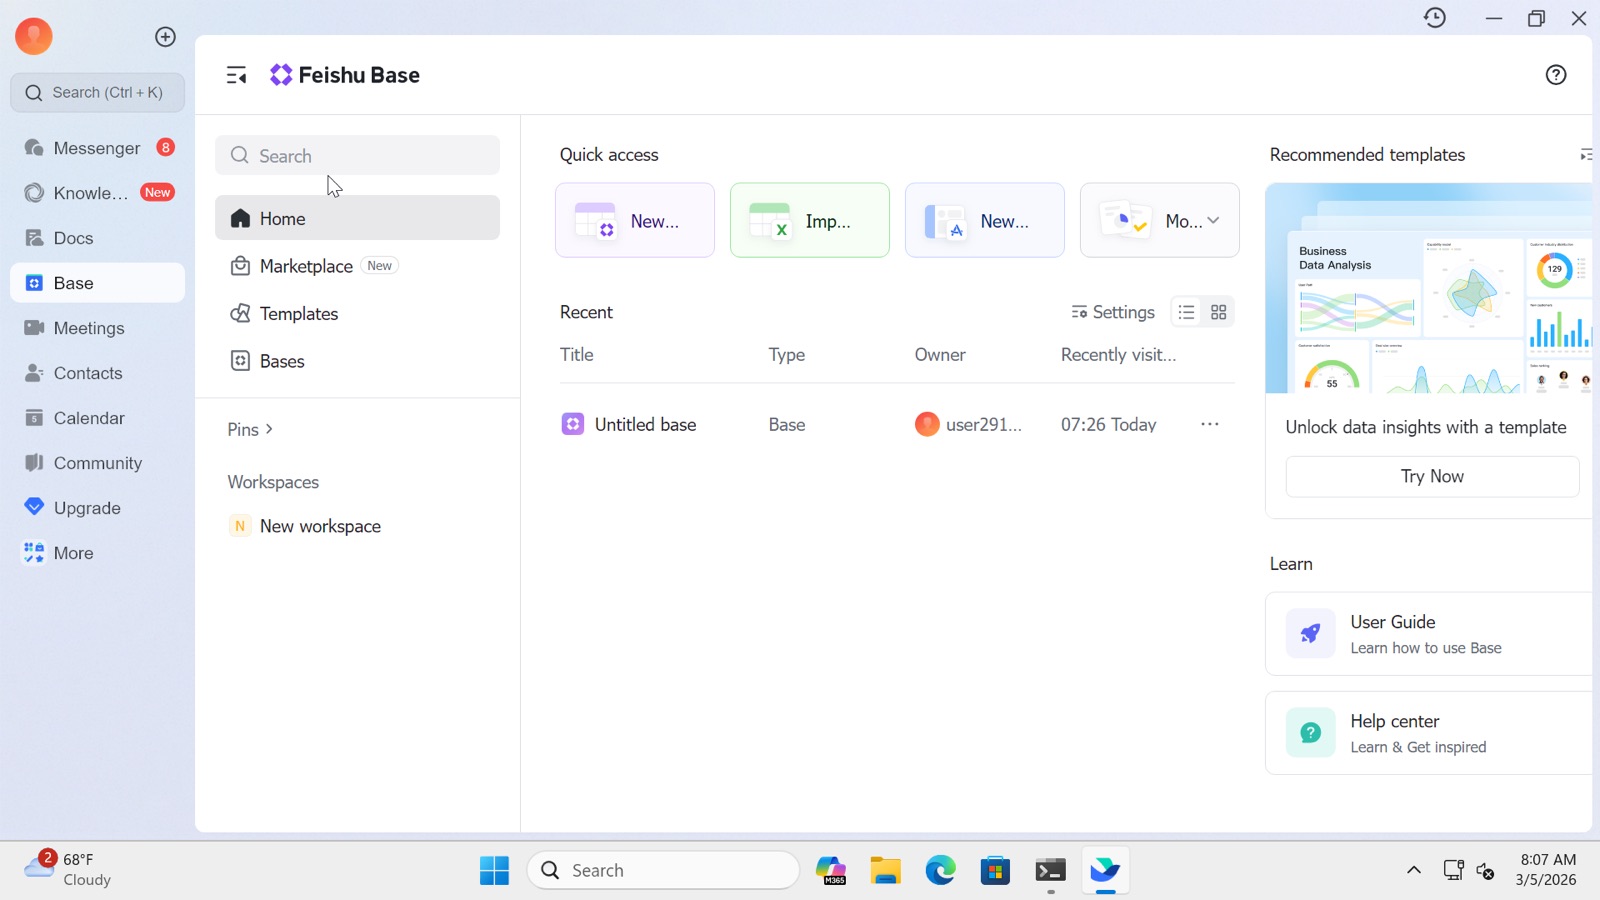 Search (Ctrl + K)
Messenger 8
Knowle... New
Docs
Base
Meetings
Contacts
5 Calendar
Community
Upgrade
More
Feishu Base
Search
Home
Marketplace New
Templates
Bases
Pins
Workspaces
N New workspace
Quick access
New...
X Imp...
New...
Mo...
Recent
Settings
Title Type Owner Recently visit...
Untitled base Base user291... 07:26 Today
Recommended templates
Business
Data Analysis
129
55
Unlock data insights with a template
Try Now
Learn
User Guide
Learn how to use Base
Help center
Learn & Get inspired
2
68°F
Cloudy
Search
M365
8:07 AM
3/5/2026